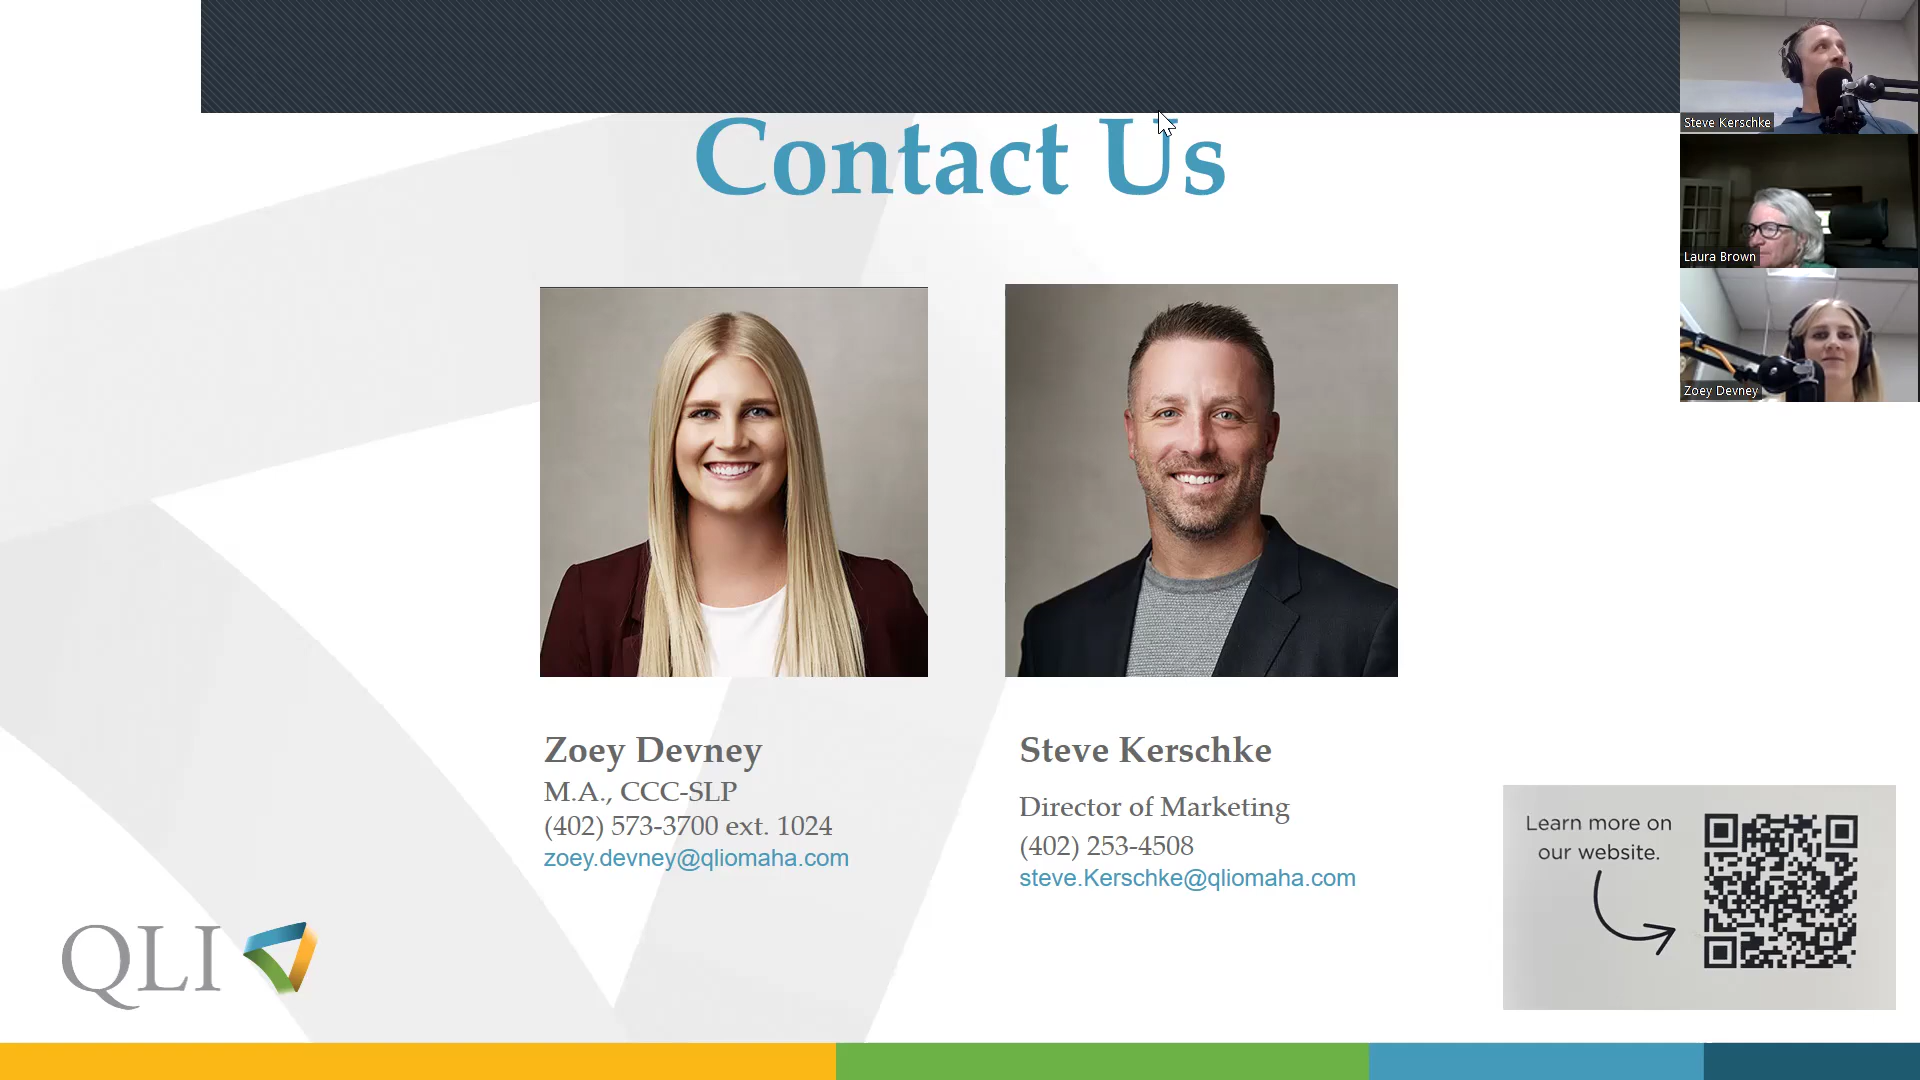 Contact Us
Steve Kerschke
Laura Brown
Zoey Devney
Zoey Devney
M.A., CCC-SLP
(402) 573-3700 ext. 1024
zoey.devney@qliomaha.com
Steve Kerschke
Director of Marketing
(402) 253-4508
steve.Kerschke@qliomaha.com
Learn more on
our website.
QLI